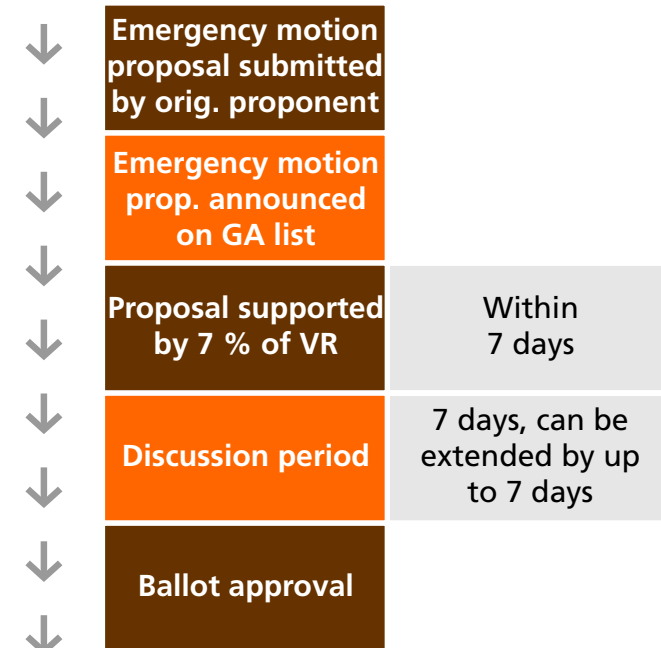 Emergency motion
proposal submitted
by orig. proponent
Emergency motion
prop. announced
on GA list
Proposal supported
by 7 % of VR
Within
7 days
Discussion period
7 days, can be
extended by up
to 7 days
Ballot approval